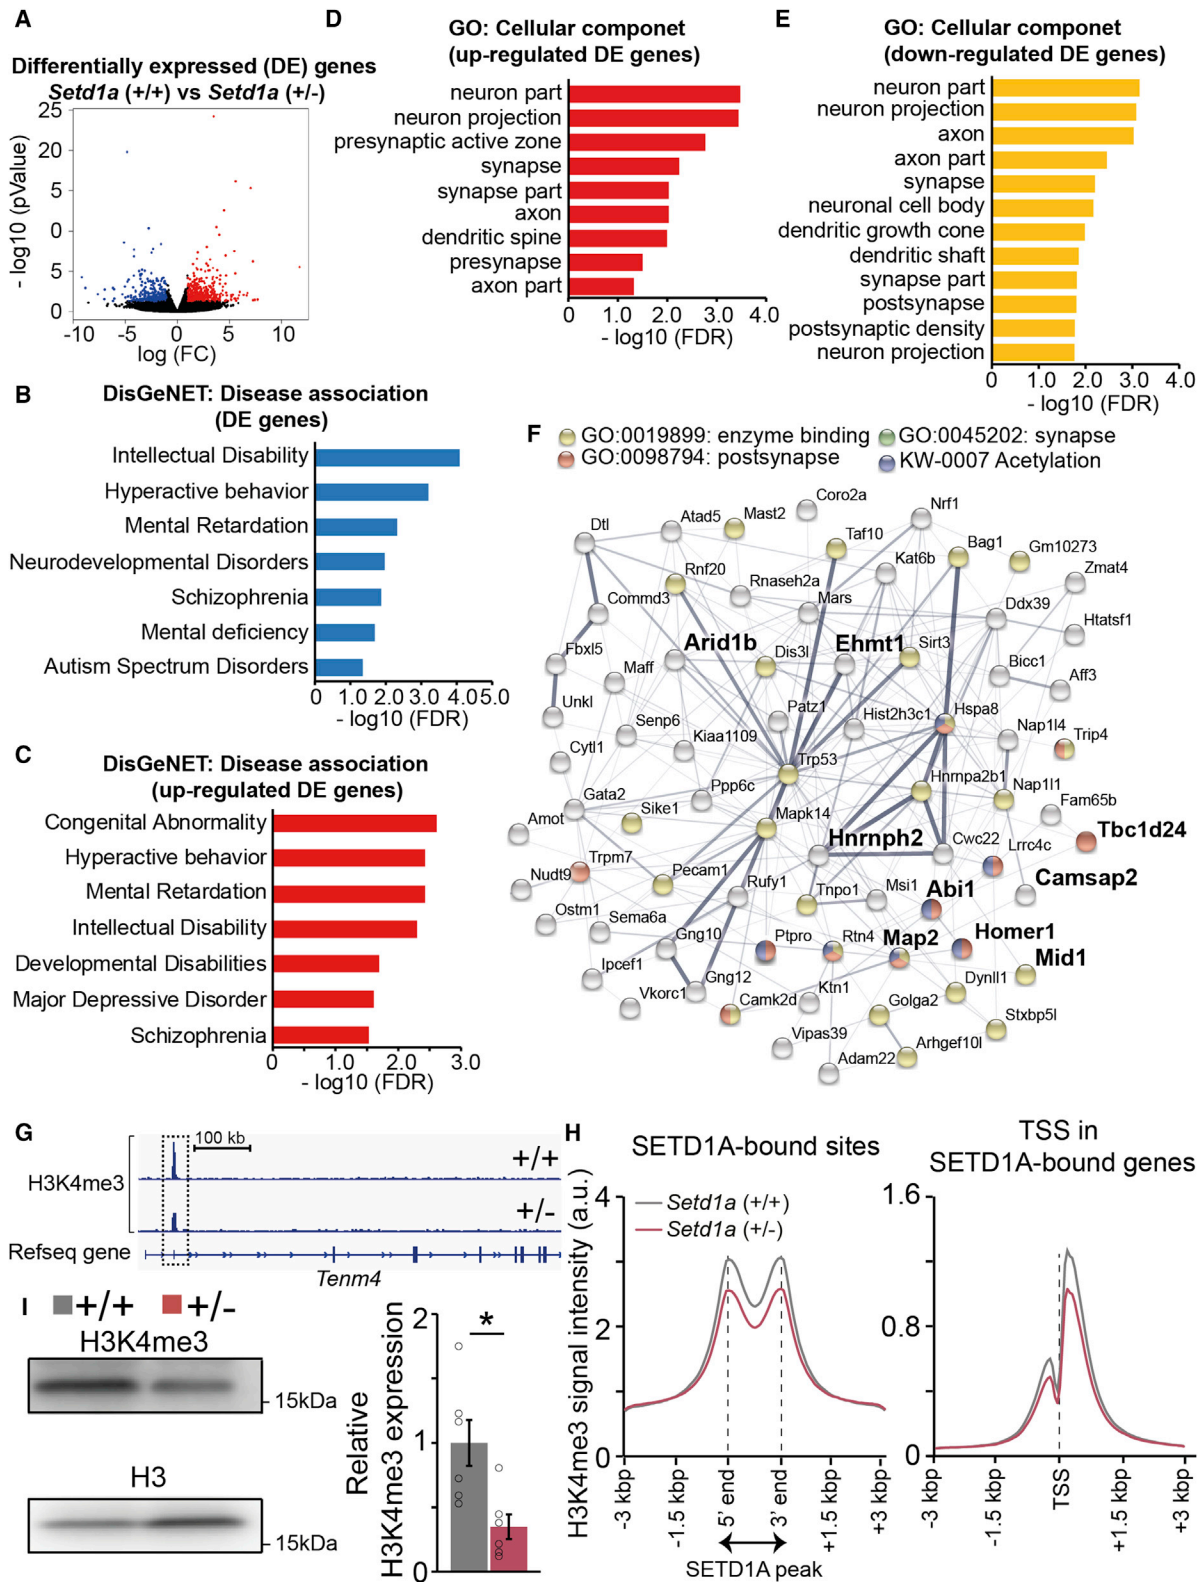 A
Differentially expressed (DE) genes
Setd1a (+/+) vs Setd1a (+/-)
- log10 (pValue)
25
20
5
0
5
0
-10
-5
0
5
10
log (FC)
B
DisGeNET: Disease association
(DE genes)
Intellectual Disability
Hyperactive behavior
Mental Retardation
Neurodevelopmental Disorders
Schizophrenia
Mental deficiency
Autism Spectrum Disorders
0 1.0 2.0 3.0 4.0 5.0
- log10 (FDR)
C
DisGeNET: Disease association
(up-regulated DE genes)
Congenital Abnormality
Hyperactive behavior
Mental Retardation
Intellectual Disability
Developmental Disabilities
Major Depressive Disorder
Schizophrenia
0 1.0 2.0 3.0
- log10 (FDR)
D
GO: Cellular componet
(up-regulated DE genes)
neuron part
neuron projection
presynaptic active zone
synapse
synapse part
axon
dendritic spine
presynapse
axon part
0 1.0 2.0 3.0 4.0
- log10 (FDR)
E
GO: Cellular componet
(down-regulated DE genes)
neuron part
neuron projection
axon
axon part
synapse
neuronal cell body
dendritic growth cone
dendritic shaft
synapse part
postsynapse
postsynaptic density
neuron projection
0 1.0 2.0 3.0 4.0
- log10 (FDR)
F
GO:0019899: enzyme binding
GO:0045202: synapse
GO:0098794: postsynapse
KW-0007 Acetylation
Coro2a
Nrf1
Dtl
Atad5
Mast2
Taf10
Bag1
Gm10273
Kat6b
Zmat4
Rnf20
Rnaseh2a
Commd3
Mars
Ddx39
Htatsf1
Arid1b
Ehmt1
Fbxl5
Maff
Dis3l
Sirt3
Bicc1
Aff3
Unkl
Patz1
Hist2h3c1
Hspa8
Senp6
Kiaa1109
Nap1l4
Trip4
Cytl1
Trp53
Hnrnpa2b1
Nap1l1
Ppp6c
Gata2
Sike1
Mapk14
Fam65b
Amot
Hnrnph2
Cwc22
Lrrc4c
Tbc1d24
Trpm7
Nudt9
Pecam1
Rufy1
Tnpo1
Msi1
Abi1
Camsap2
Ostm1
Sema6a
Gng10
Ptpro
Rtn4
Map2
Homer1
Mid1
Ipcef1
Gng12
Vkorc1
Camk2d
Ktn1
Golga2
Dynll1
Stxbp5l
Vipas39
Adam22
Arhgef10l
G
100 kb
+/+
H3K4me3
+/-
Refseq gene
Tenm4
H
SETD1A-bound sites
Setd1a (+/+)
Setd1a (+/-)
H3K4me3 signal intensity (a.u.)
4
2
0
-3 kbp
-1.5 kbp
5' end
3' end
+1.5 kbp
+3 kbp
SETD1A peak
TSS in
SETD1A-bound genes
1.6
0.8
0
-3 kbp
-1.5 kbp
TSS
+1.5 kbp
+3 kbp
I
+/+
+/-
H3K4me3
15kDa
H3
15kDa
Relative
H3K4me3 expression
2
1
0
*